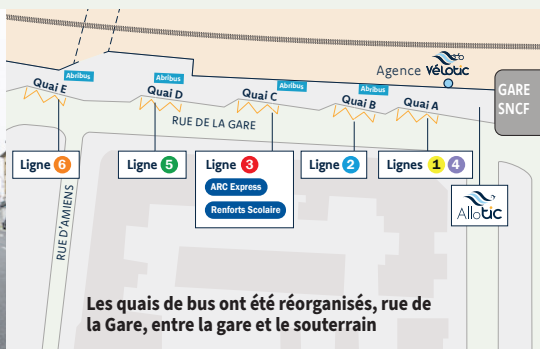 Agence Vélotic
GARE
SNCF
Abribus
Abribus
Abribus
Abribus
Quai E
Quai D
Quai C
Quai B
Quai A
RUE DE LA GARE
Ligne 6
Ligne 5
Ligne 3
ARC Express
Renforts Scolaire
Ligne 2
Lignes 1 4
Allotic
RUE D'AMIENS
Les quais de bus ont été réorganisés, rue de
la Gare, entre la gare et le souterrain